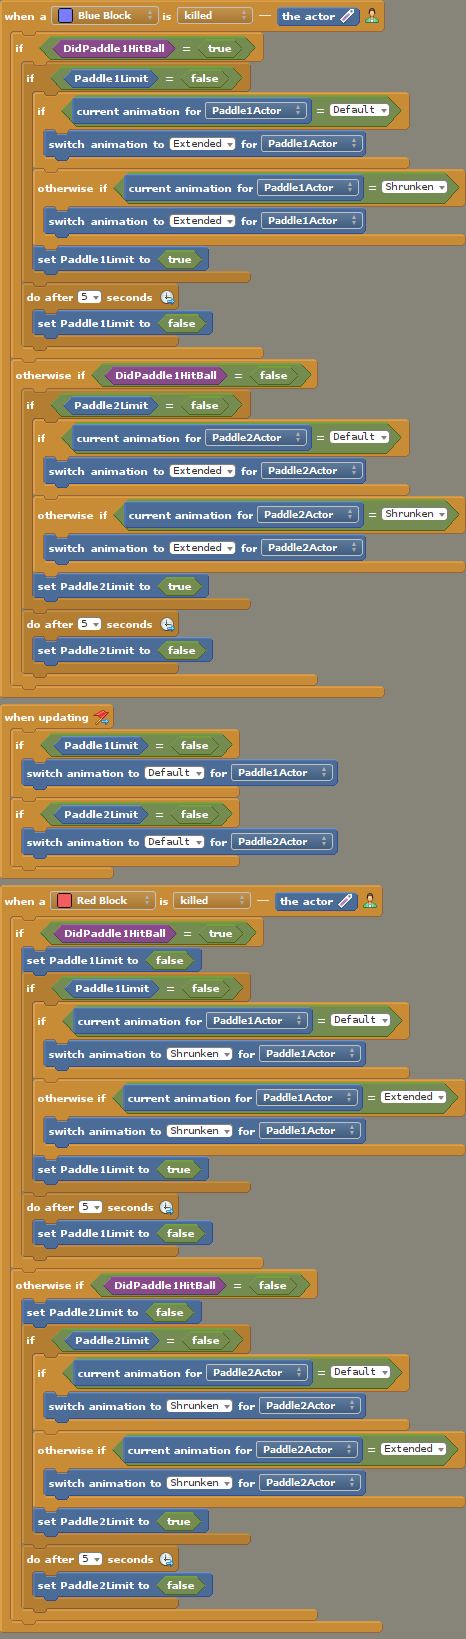 when a Blue Block is killed — the actor
if DidPaddle1HitBall = true
if Paddle1Limit = false
if current animation for Paddle1Actor = Default
switch animation to Extended for Paddle1Actor
otherwise if current animation for Paddle1Actor = Shrunken
switch animation to Extended for Paddle1Actor
set Paddle1Limit to true
do after 5 seconds
set Paddle1Limit to false
otherwise if DidPaddle1HitBall = false
if Paddle2Limit = false
if current animation for Paddle2Actor = Default
switch animation to Extended for Paddle2Actor
otherwise if current animation for Paddle2Actor = Shrunken
switch animation to Extended for Paddle2Actor
set Paddle2Limit to true
do after 5 seconds
set Paddle2Limit to false
when updating
if Paddle1Limit = false
switch animation to Default for Paddle1Actor
if Paddle2Limit = false
switch animation to Default for Paddle2Actor
when a Red Block is killed — the actor
if DidPaddle1HitBall = true
set Paddle1Limit to false
if Paddle1Limit = false
if current animation for Paddle1Actor = Default
switch animation to Shrunken for Paddle1Actor
otherwise if current animation for Paddle1Actor = Extended
switch animation to Shrunken for Paddle1Actor
set Paddle1Limit to true
do after 5 seconds
set Paddle1Limit to false
otherwise if DidPaddle1HitBall = false
set Paddle2Limit to false
if Paddle2Limit = false
if current animation for Paddle2Actor = Default
switch animation to Shrunken for Paddle2Actor
otherwise if current animation for Paddle2Actor = Extended
switch animation to Shrunken for Paddle2Actor
set Paddle2Limit to true
do after 5 seconds
set Paddle2Limit to false